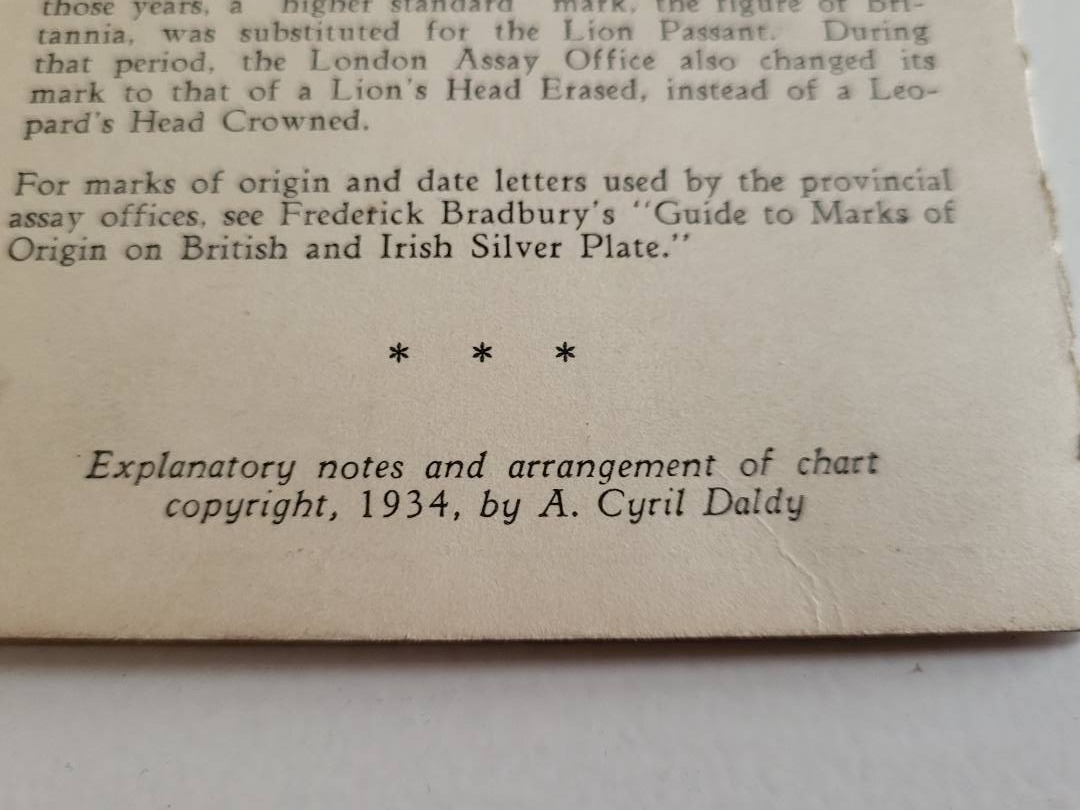 those years, a "higher standard" mark, the figure of Bri-
tannia, was substituted for the Lion Passant. During
that period, the London Assay Office also changed its
mark to that of a Lion's Head Erased, instead of a Leo-
pard's Head Crowned.
For marks of origin and date letters used by the provincial
assay offices, see Frederick Bradbury's "Guide to Marks of
Origin on British and Irish Silver Plate."
* * *
Explanatory notes and arrangement of chart
copyright, 1934, by A. Cyril Daldy